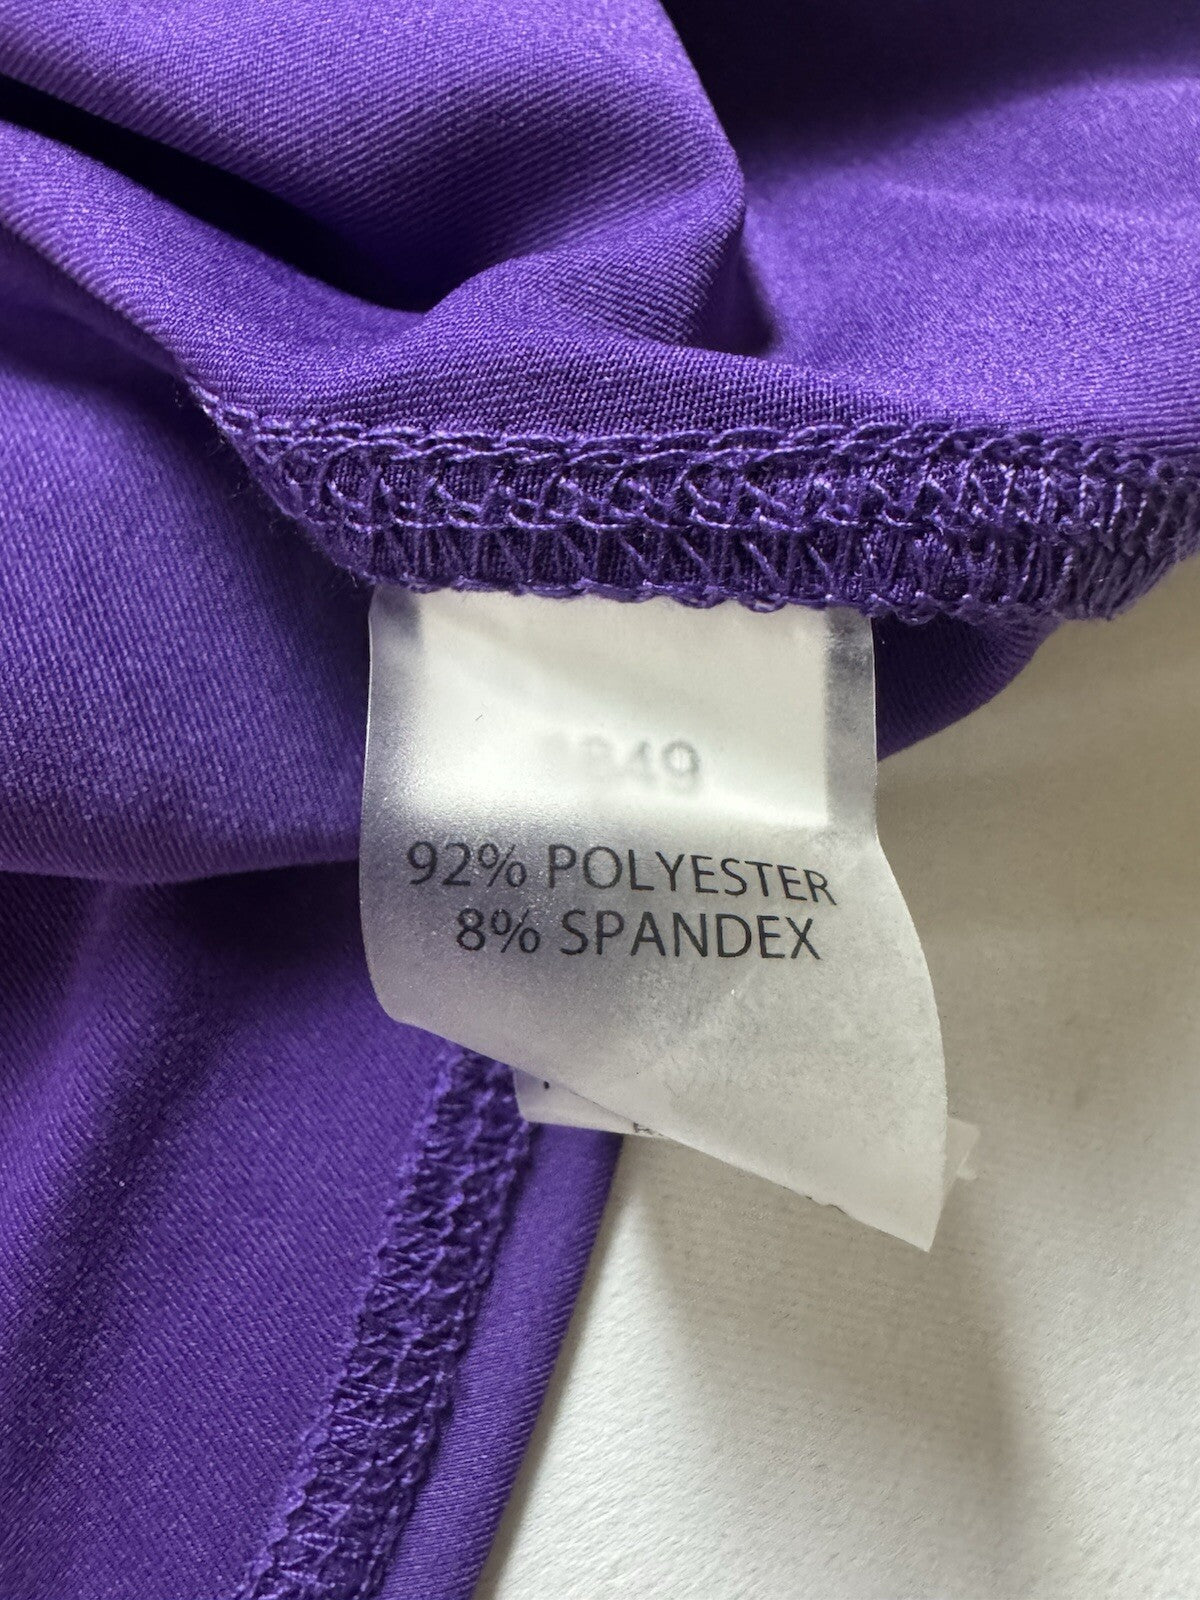 92% POLYESTER
8% SPANDEX